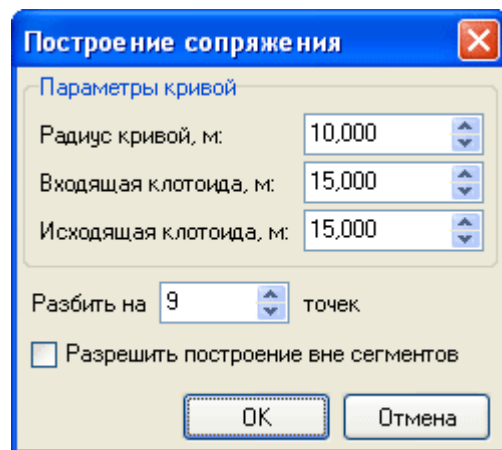 Построение сопряжения
Параметры кривой
Радиус кривой, м: 10,000
Входящая клотоида, м: 15,000
Исходящая клотоида, м: 15,000
Разбить на 9 точек
Разрешить построение вне сегментов
OK Отмена